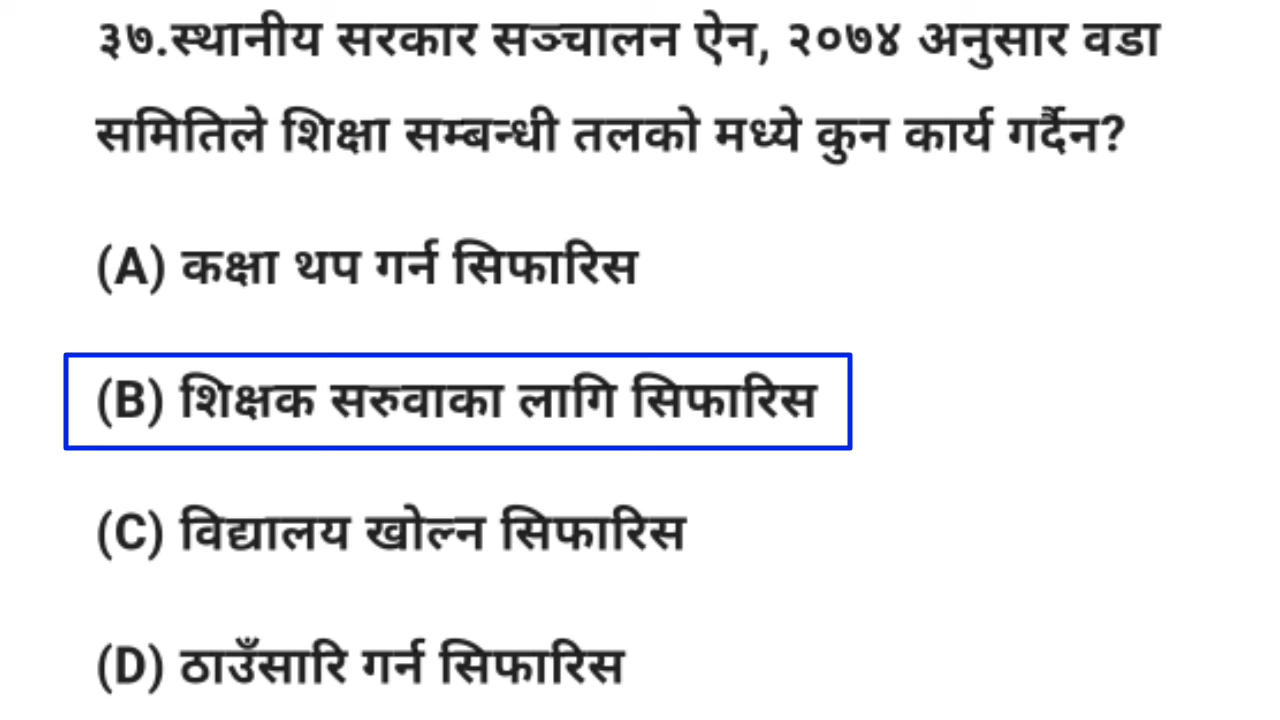 ३७.स्थानीय सरकार सञ्चालन ऐन, २०७४ अनुसार वडा
समितिले शिक्षा सम्बन्धी तलको मध्ये कुन कार्य गर्दैन?
(A) कक्षा थप गर्न सिफारिस
(B) शिक्षक सरुवाका लागि सिफारिस
(C) विद्यालय खोल्न सिफारिस
(D) ठाउँसारि गर्न सिफारिस